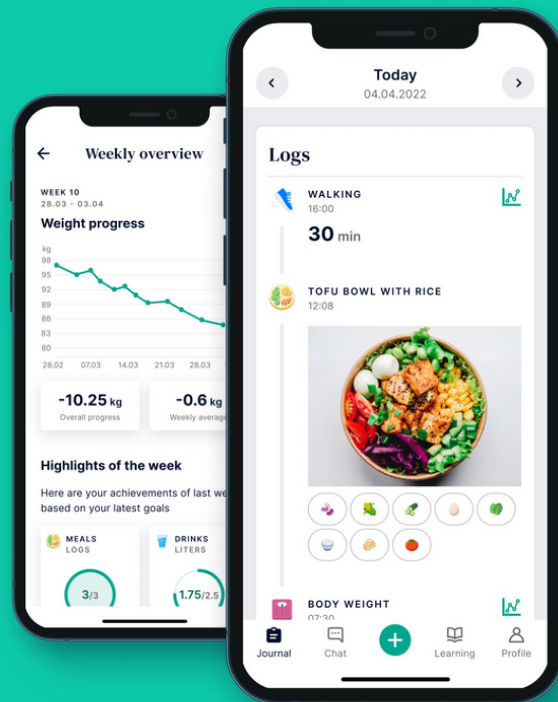 Weekly overview
WEEK 10
28.03 - 03.04
Weight progress
kg
98
95
92
89
86
83
80
28.02 07.03 14.03 21.03 28.03
-10.25 kg
Overall progress
-0.6 kg
Weekly average
Highlights of the week
Here are your achievements of last we
based on your latest goals
MEALS
LOGS
3/3
DRINKS
LITERS
1.75/2.5
Today
04.04.2022
Logs
WALKING
16:00
30 min
TOFU BOWL WITH RICE
12:08
BODY WEIGHT
07:30
Journal
Chat
Learning
Profile